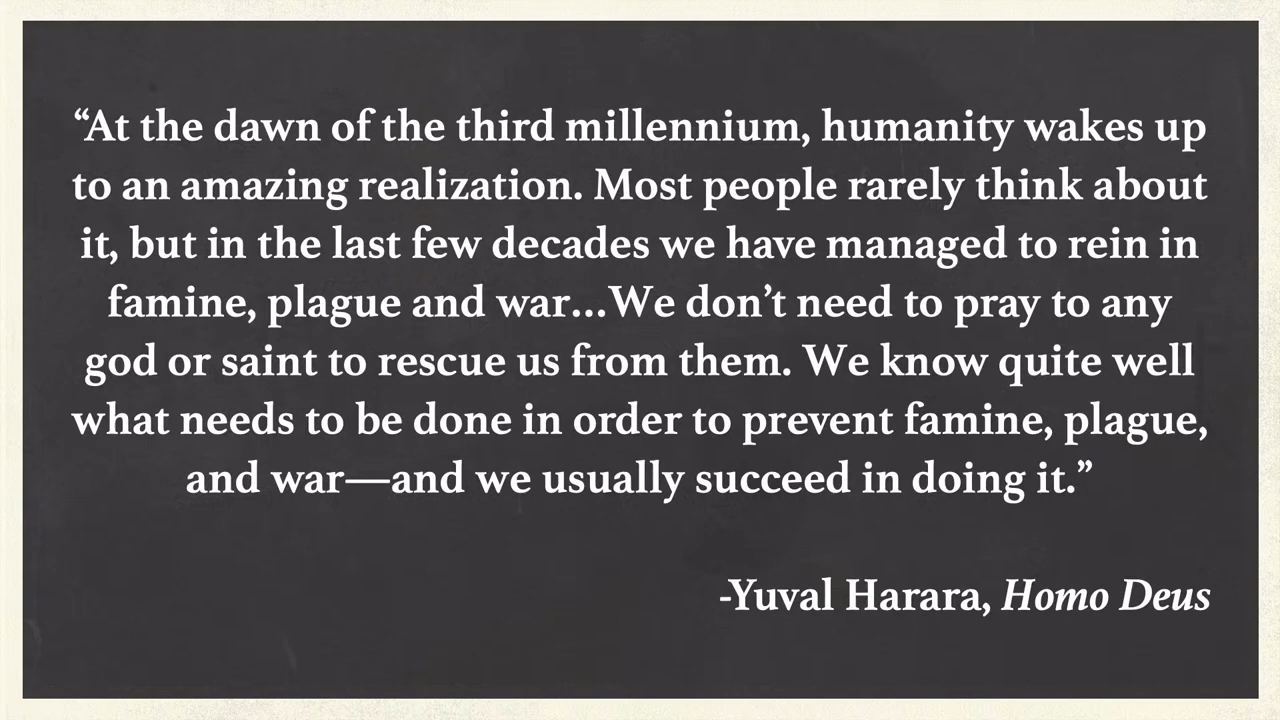 “At the dawn of the third millennium, humanity wakes up
to an amazing realization. Most people rarely think about
it, but in the last few decades we have managed to rein in
famine, plague and war...We don’t need to pray to any
god or saint to rescue us from them. We know quite well
what needs to be done in order to prevent famine, plague,
and war—and we usually succeed in doing it.”
-Yuval Harara, Homo Deus